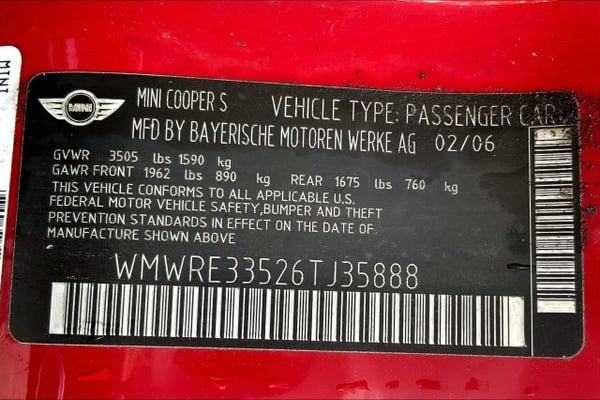 MINI
MINI
MINI COOPER S VEHICLE TYPE: PASSENGER CAR
MFD BY BAYERISCHE MOTOREN WERKE AG 02/06
GVWR 3505 lbs 1590 kg
GAWR FRONT 1962 lbs 890 kg REAR 1675 lbs 760 kg
THIS VEHICLE CONFORMS TO ALL APPLICABLE U.S.
FEDERAL MOTOR VEHICLE SAFETY,BUMPER AND THEFT
PREVENTION STANDARDS IN EFFECT ON THE DATE OF
MANUFACTURE SHOWN ABOVE
WMWRE33526TJ35888